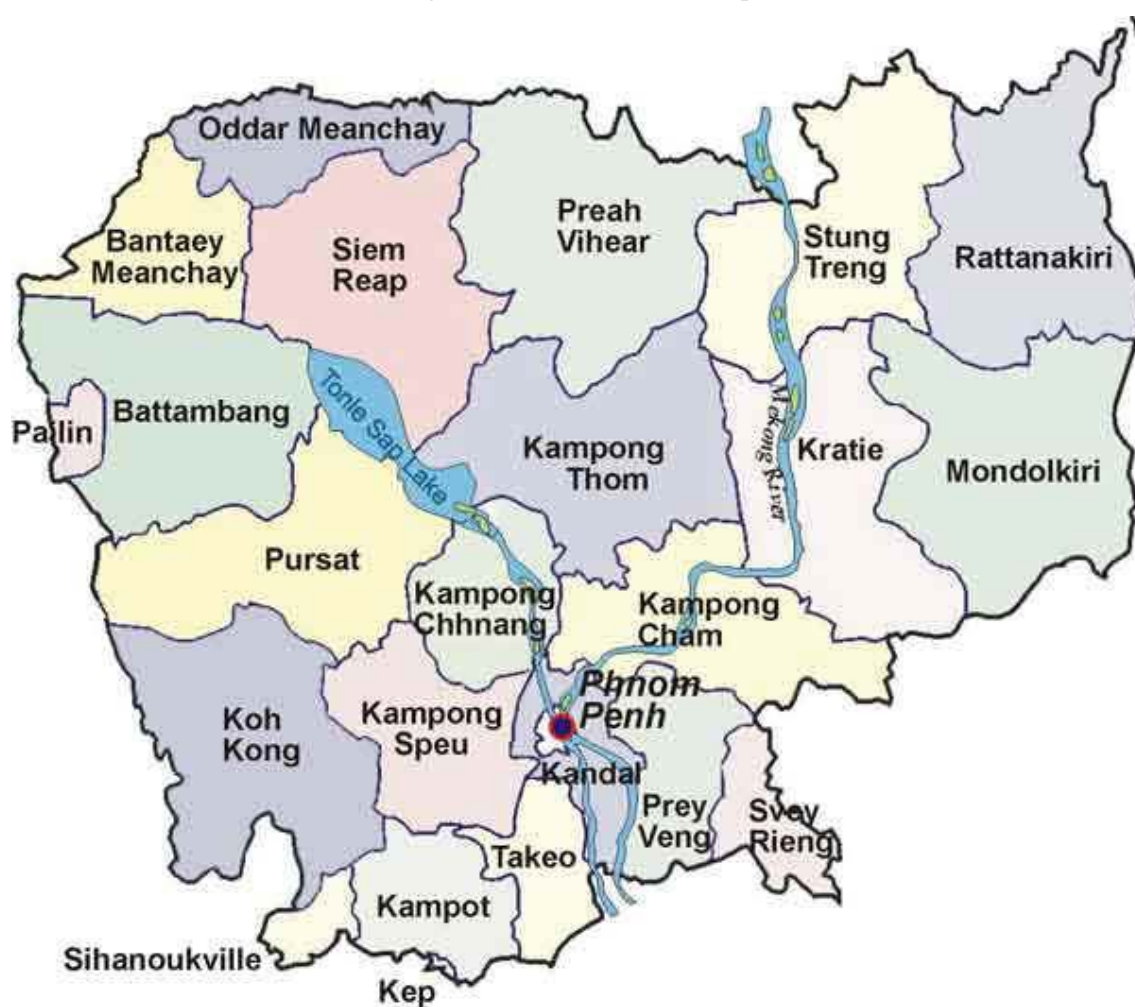 Oddar Meanchay
Preah
Vihear
Bantaey
Meanchay
Siem
Reap
Stung
Treng
Rattanakiri
Battambang
Pailin
Tonle Sap Lake
Kampong
Thom
Mekong River
Kratie
Mondolkiri
Pursat
Kampong
Chhnang
Kampong
Cham
Koh
Kong
Kampong
Speu
Phnom
Penh
Kandal
Prey
Veng
Svey
Rieng
Takeo
Kampot
Sihanoukville
Kep